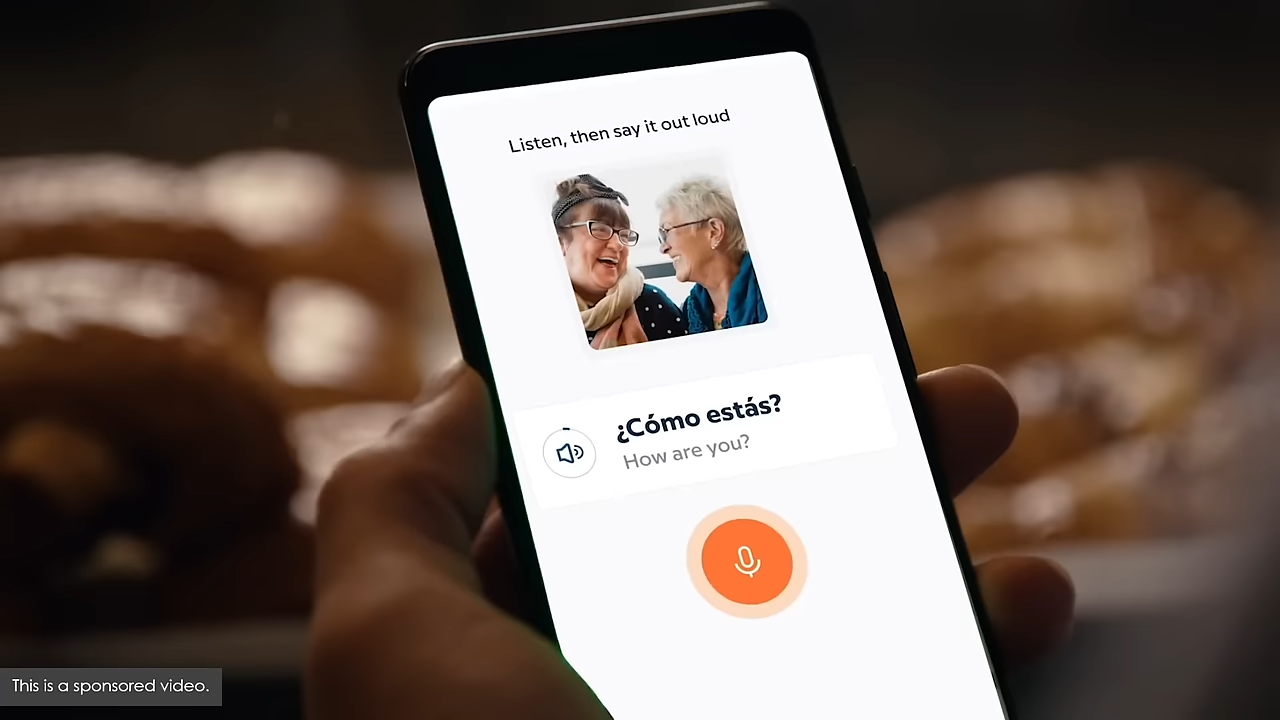 Listen, then say it out loud
¿Cómo estás?
How are you?
This is a sponsored video.